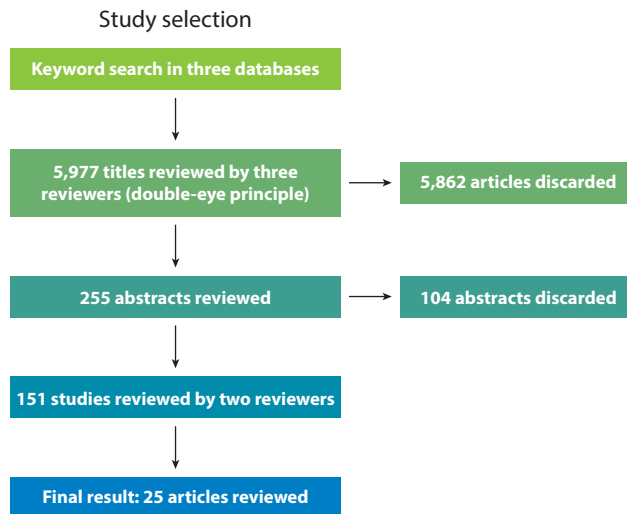 Study selection
Keyword search in three databases
5,977 titles reviewed by three
reviewers (double-eye principle)
5,862 articles discarded
255 abstracts reviewed
104 abstracts discarded
151 studies reviewed by two reviewers
Final result: 25 articles reviewed